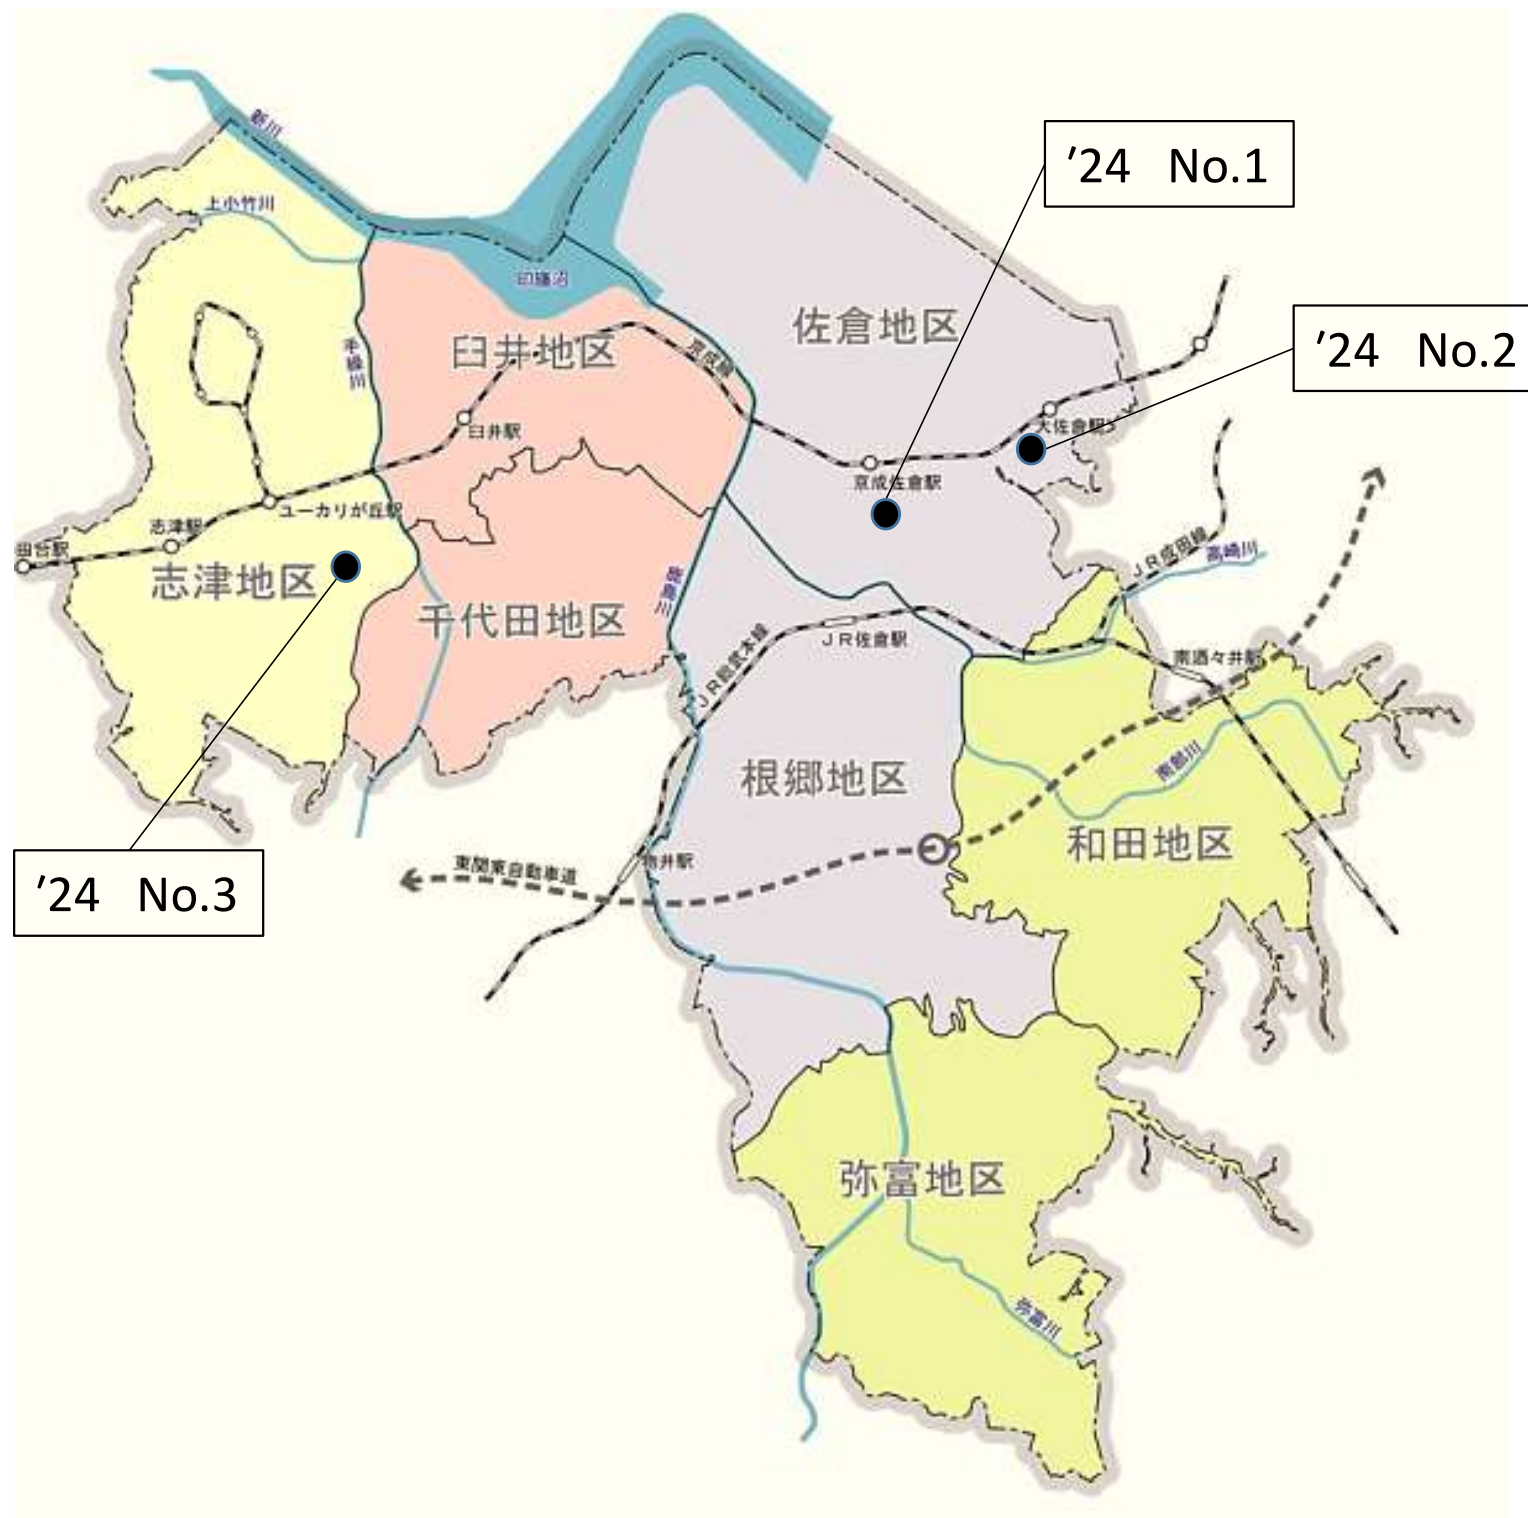 新川
'24 No.1
上小竹川
印旛沼
'24 No.2
佐倉地区
臼井地区
手繰川
京成線
臼井駅
大佐倉駅
京成佐倉駅
ユーカリが丘駅
志津駅
田台駅
JR成田線
高崎川
志津地区
千代田地区
JR佐倉駅
JR総武本線
南酒々井駅
根郷地区
南部川
和田地区
物井駅
東関東自動車道
'24 No.3
弥富地区
弥富川